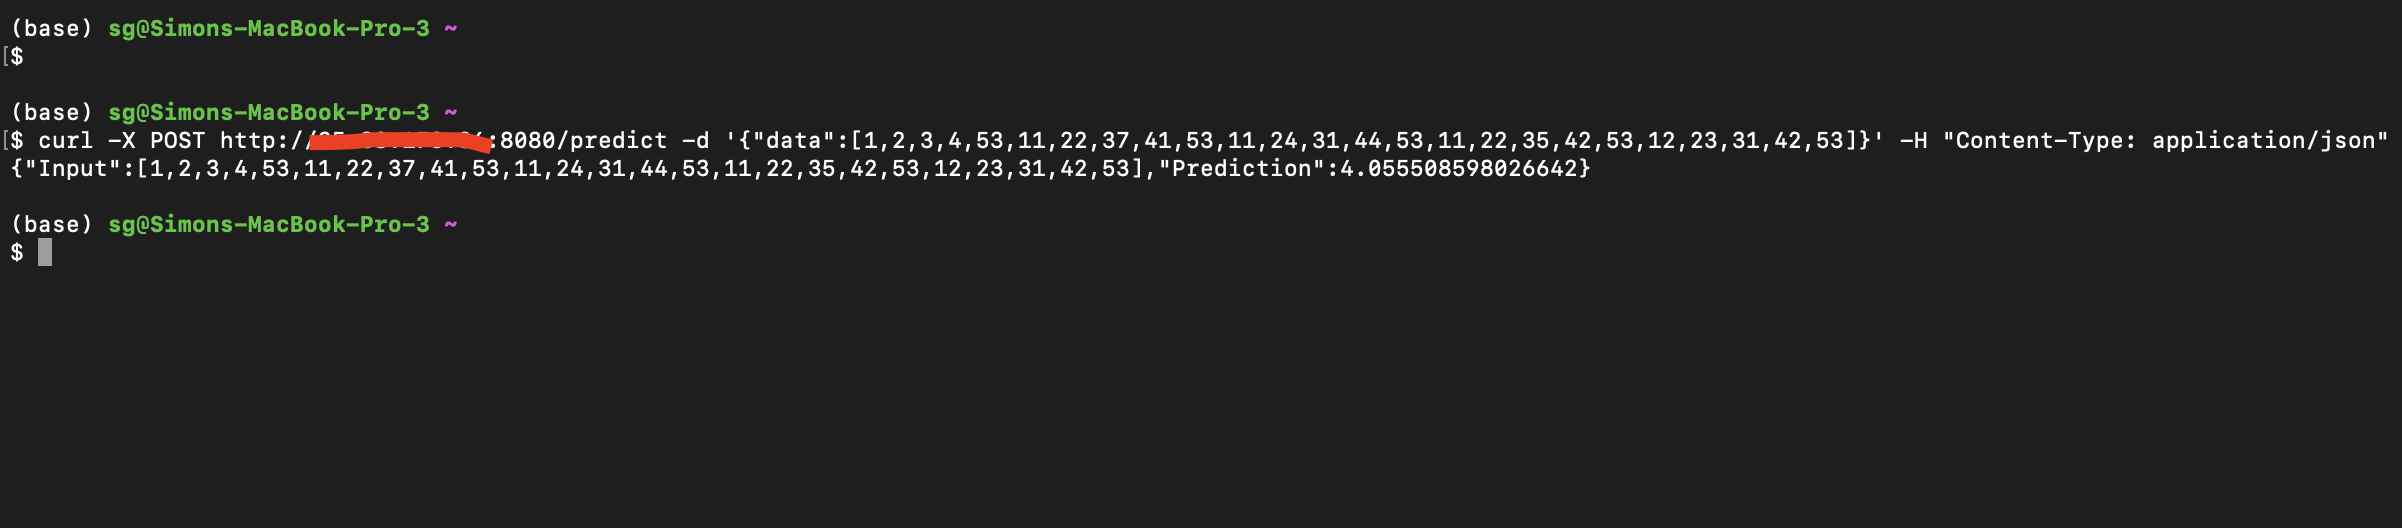 (base) sg@Simons-MacBook-Pro-3 ~
[$
(base) sg@Simons-MacBook-Pro-3 ~
[$ curl -X POST http:// :8080/predict -d '{"data":[1,2,3,4,53,11,22,37,41,53,11,24,31,44,53,11,22,35,42,53,12,23,31,42,53]}' -H "Content-Type: application/json"
{"Input":[1,2,3,4,53,11,22,37,41,53,11,24,31,44,53,11,22,35,42,53,12,23,31,42,53],"Prediction":4.055508598026642}
(base) sg@Simons-MacBook-Pro-3 ~
$